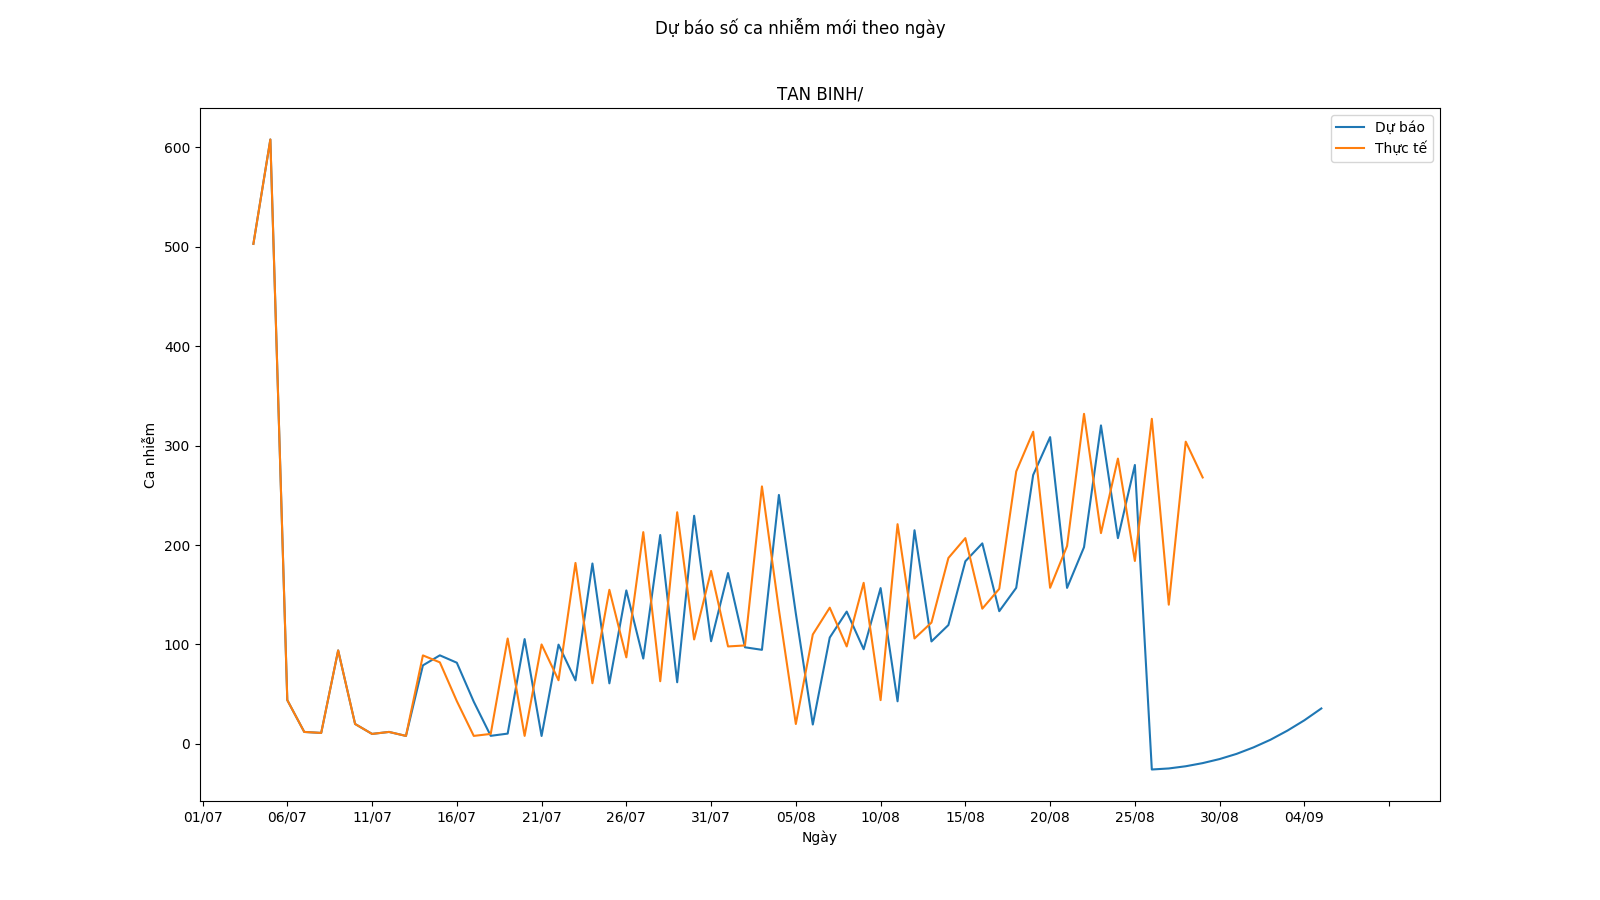 Dự báo số ca nhiễm mới theo ngày
TAN BINH/
Dự báo
Thực tế
600
500
400
300
200
100
0
Ca nhiễm
01/07 06/07 11/07 16/07 21/07 26/07 31/07 05/08 10/08 15/08 20/08 25/08 30/08 04/09
Ngày